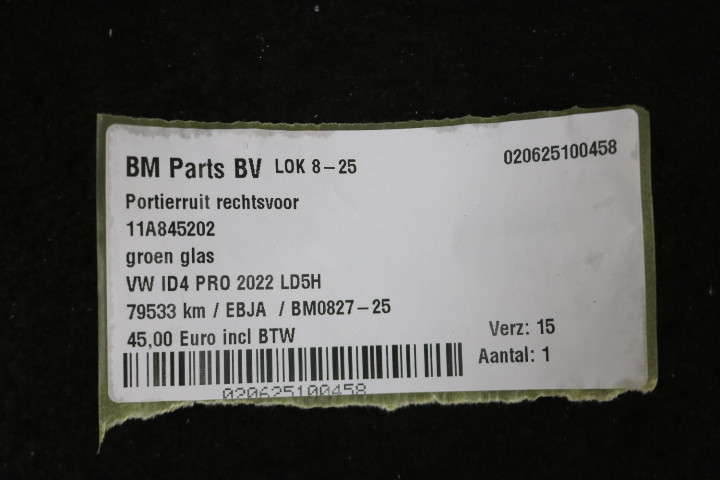 BM Parts BV LOK 8-25
020625100458
Portierruit rechtsvoor
11A845202
groen glas
VW ID4 PRO 2022 LD5H
79533 km / EBJA / BM0827-25
45,00 Euro incl BTW
Verz: 15
Aantal: 1
020625100458